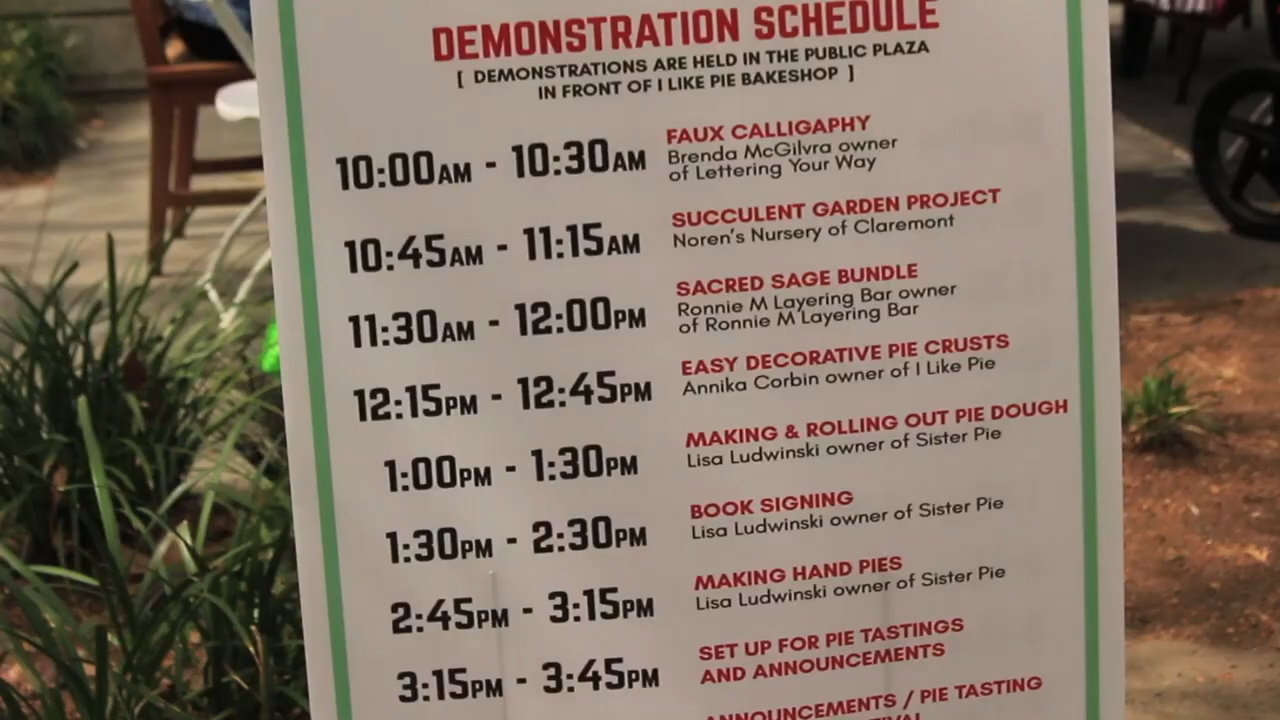 DEMONSTRATION SCHEDULE
[ DEMONSTRATIONS ARE HELD IN THE PUBLIC PLAZA
IN FRONT OF I LIKE PIE BAKESHOP ]
10:00AM - 10:30AM
FAUX CALLIGAPHY
Brenda McGilvra owner
of Lettering Your Way
10:45AM - 11:15AM
SUCCULENT GARDEN PROJECT
Noren's Nursery of Claremont
11:30AM - 12:00PM
SACRED SAGE BUNDLE
Ronnie M Layering Bar owner
of Ronnie M Layering Bar
12:15PM - 12:45PM
EASY DECORATIVE PIE CRUSTS
Annika Corbin owner of I Like Pie
1:00PM - 1:30PM
MAKING & ROLLING OUT PIE DOUGH
Lisa Ludwinski owner of Sister Pie
1:30PM - 2:30PM
BOOK SIGNING
Lisa Ludwinski owner of Sister Pie
2:45PM - 3:15PM
MAKING HAND PIES
Lisa Ludwinski owner of Sister Pie
3:15PM - 3:45PM
SET UP FOR PIE TASTINGS
AND ANNOUNCEMENTS
ANNOUNCEMENTS / PIE TASTING